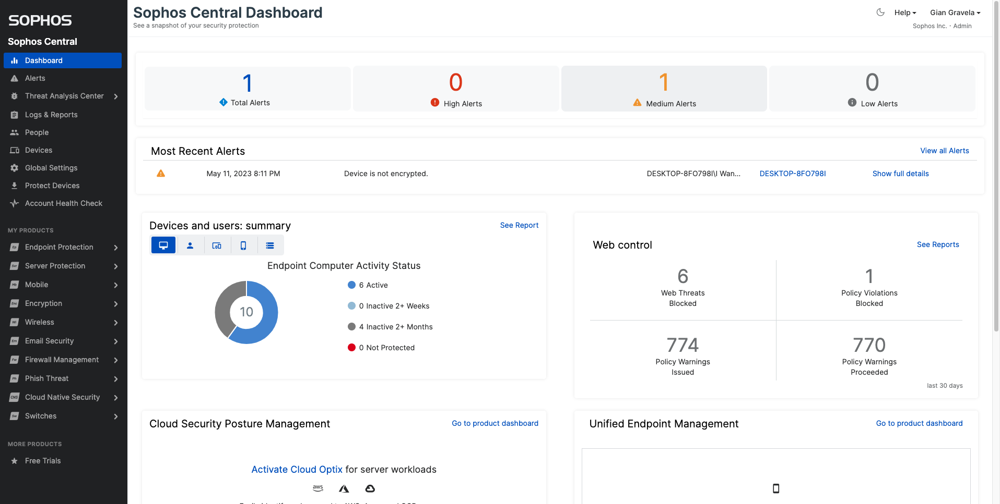 SOPHOS
Sophos Central
Dashboard
Alerts
Threat Analysis Center
Logs & Reports
People
Devices
Global Settings
Protect Devices
Account Health Check
MY PRODUCTS
Endpoint Protection
Server Protection
Mobile
Encryption
Wireless
Email Security
Firewall Management
Phish Threat
Cloud Native Security
Switches
MORE PRODUCTS
Free Trials
Sophos Central Dashboard
See a snapshot of your security protection
Help
Gian Gravela
Sophos Inc. · Admin
1
Total Alerts
0
High Alerts
1
Medium Alerts
0
Low Alerts
Most Recent Alerts
View all Alerts
May 11, 2023 8:11 PM
Device is not encrypted.
DESKTOP-8FO798I\I Wan...
DESKTOP-8FO798I
Show full details
Devices and users: summary
See Report
Endpoint Computer Activity Status
10
6 Active
0 Inactive 2+ Weeks
4 Inactive 2+ Months
0 Not Protected
Web control
See Reports
6
Web Threats
Blocked
1
Policy Violations
Blocked
774
Policy Warnings
Issued
770
Policy Warnings
Proceeded
last 30 days
Cloud Security Posture Management
Go to product dashboard
Activate Cloud Optix for server workloads
aws
Unified Endpoint Management
Go to product dashboard